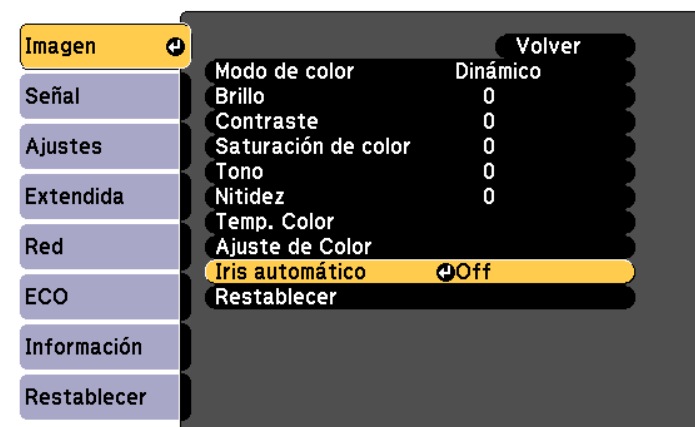 Imagen
Señal
Ajustes
Extendida
Red
ECO
Información
Restablecer
Volver
Modo de color Dinámico
Brillo 0
Contraste 0
Saturación de color 0
Tono 0
Nitidez 0
Temp. Color
Ajuste de Color
Iris automático Off
Restablecer